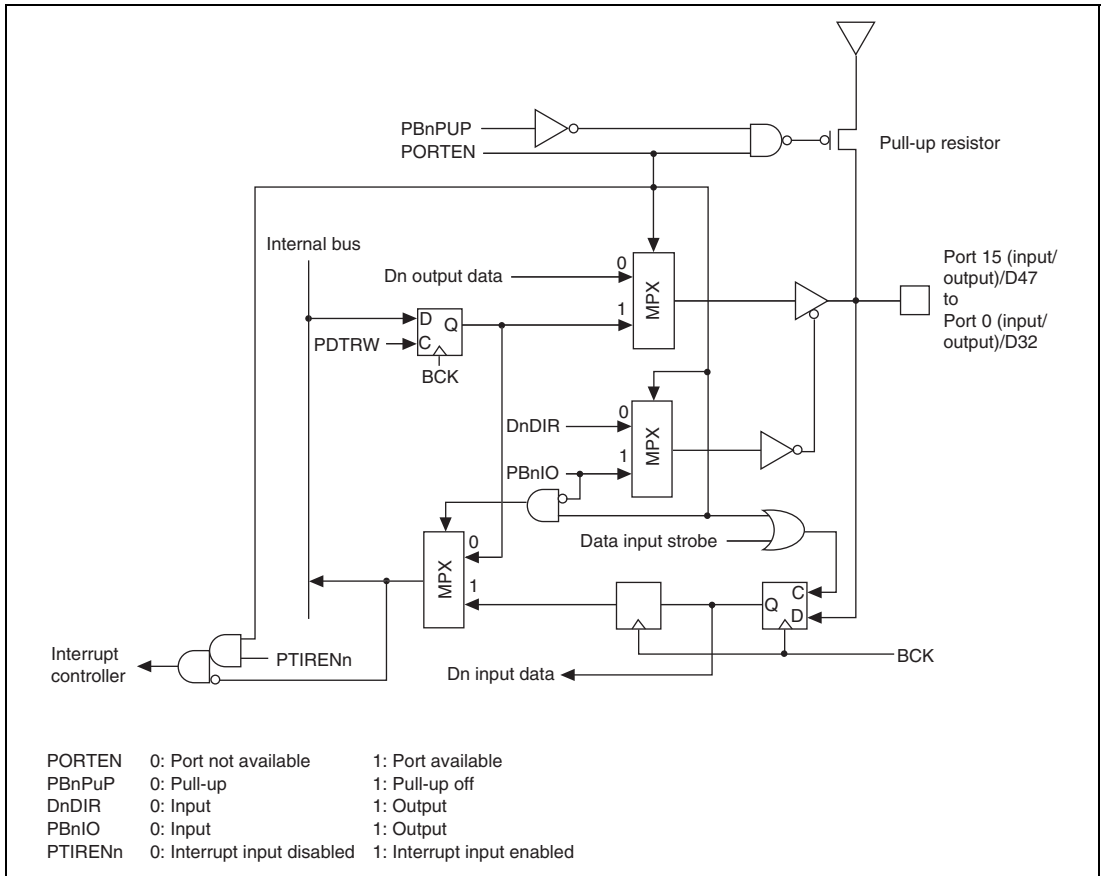 PBnPUP
PORTEN
Pull-up resistor
Internal bus
Dn output data
0
1
MPX
Port 15 (input/
output)/D47
to
Port 0 (input/
output)/D32
D Q
C
PDTRW
BCK
DnDIR
0
1
MPX
PBnIO
Data input strobe
MPX
0
1
C
Q
D
BCK
Interrupt
controller
PTIRENn
Dn input data
PORTEN 0: Port not available 1: Port available
PBnPuP 0: Pull-up 1: Pull-up off
DnDIR 0: Input 1: Output
PBnIO 0: Input 1: Output
PTIRENn 0: Interrupt input disabled 1: Interrupt input enabled